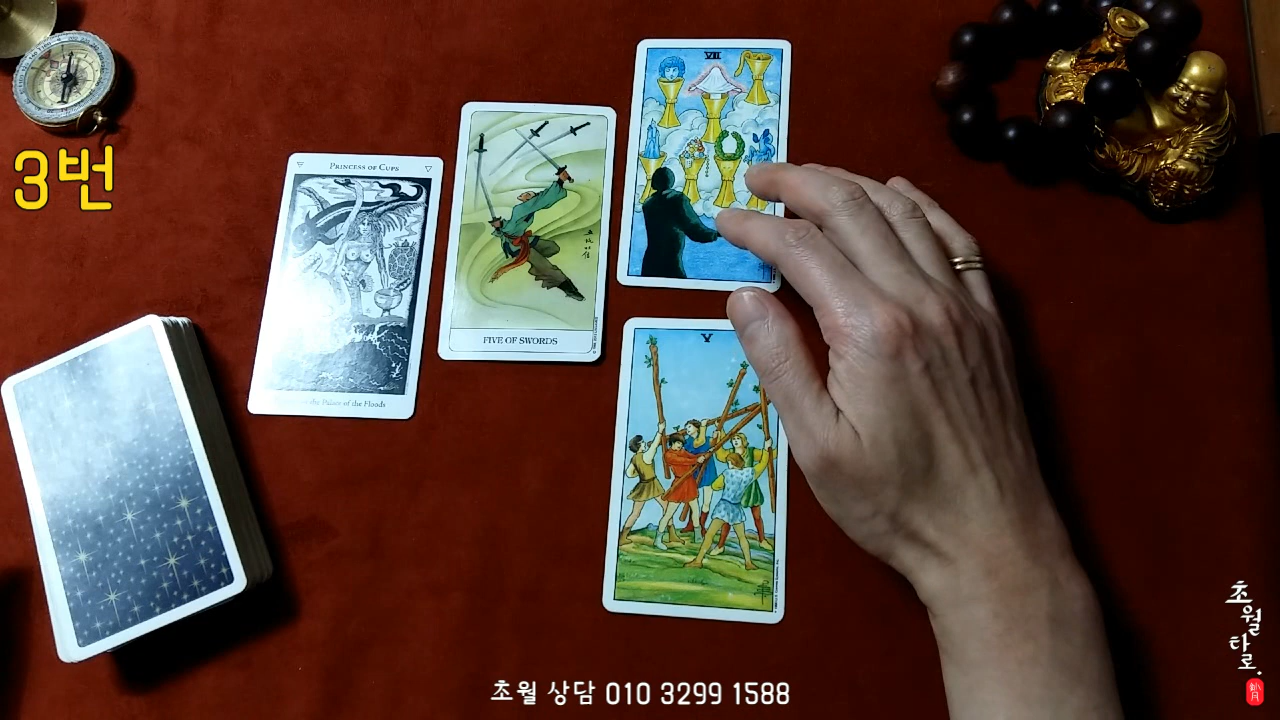 3번
PRINCESS OF CUPS
the Palace of the Floods
FIVE OF SWORDS
VII
V
초월타로.
초월 상담 010 3299 1588